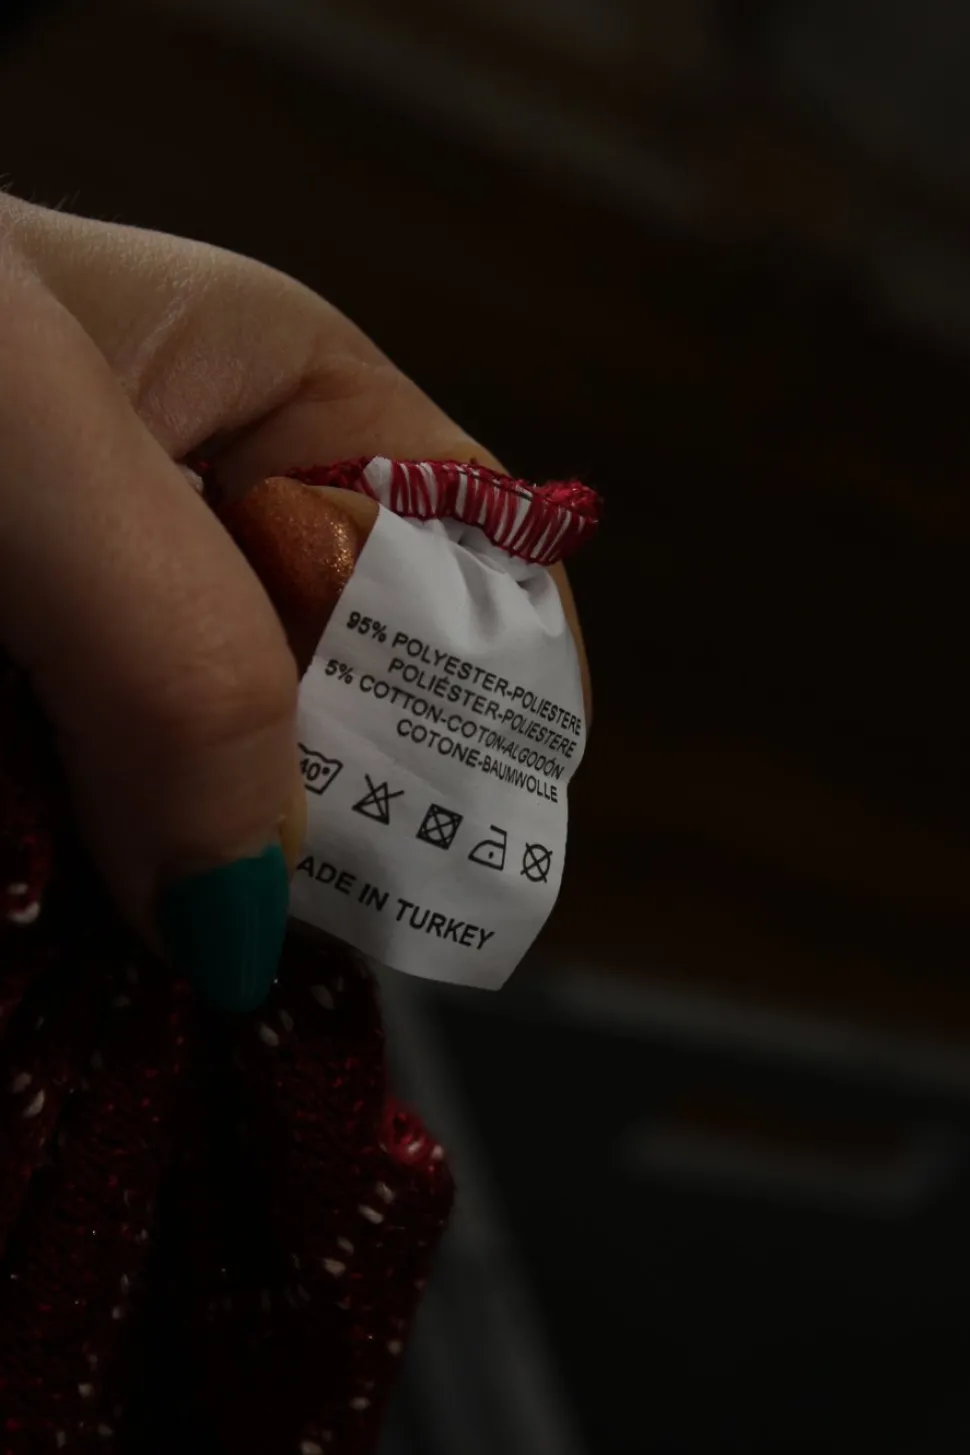 95% POLYESTER-POLIESTERE
POLIÉSTER-POLIESTERE
5% COTTON-COTON-ALGODÓN
COTONE-BAUMWOLLE
40°
ADE IN TURKEY